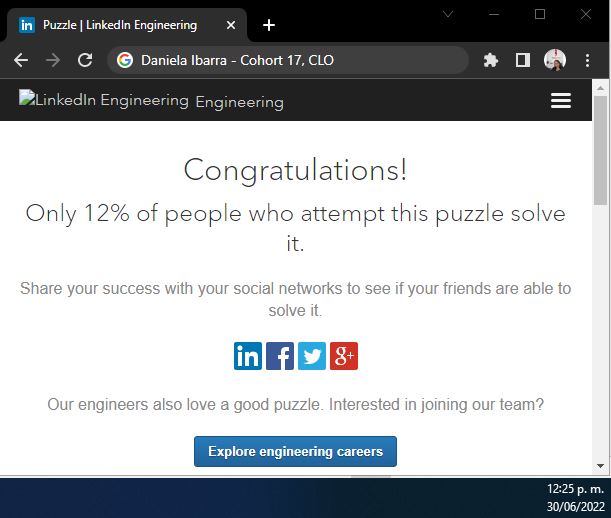 in Puzzle | LinkedIn Engineering
Daniela Ibarra - Cohort 17, CLO
LinkedIn Engineering Engineering
Congratulations!
Only 12% of people who attempt this puzzle solve
it.
Share your success with your social networks to see if your friends are able to
solve it.
in f g+
Our engineers also love a good puzzle. Interested in joining our team?
Explore engineering careers
12:25 p. m.
30/06/2022